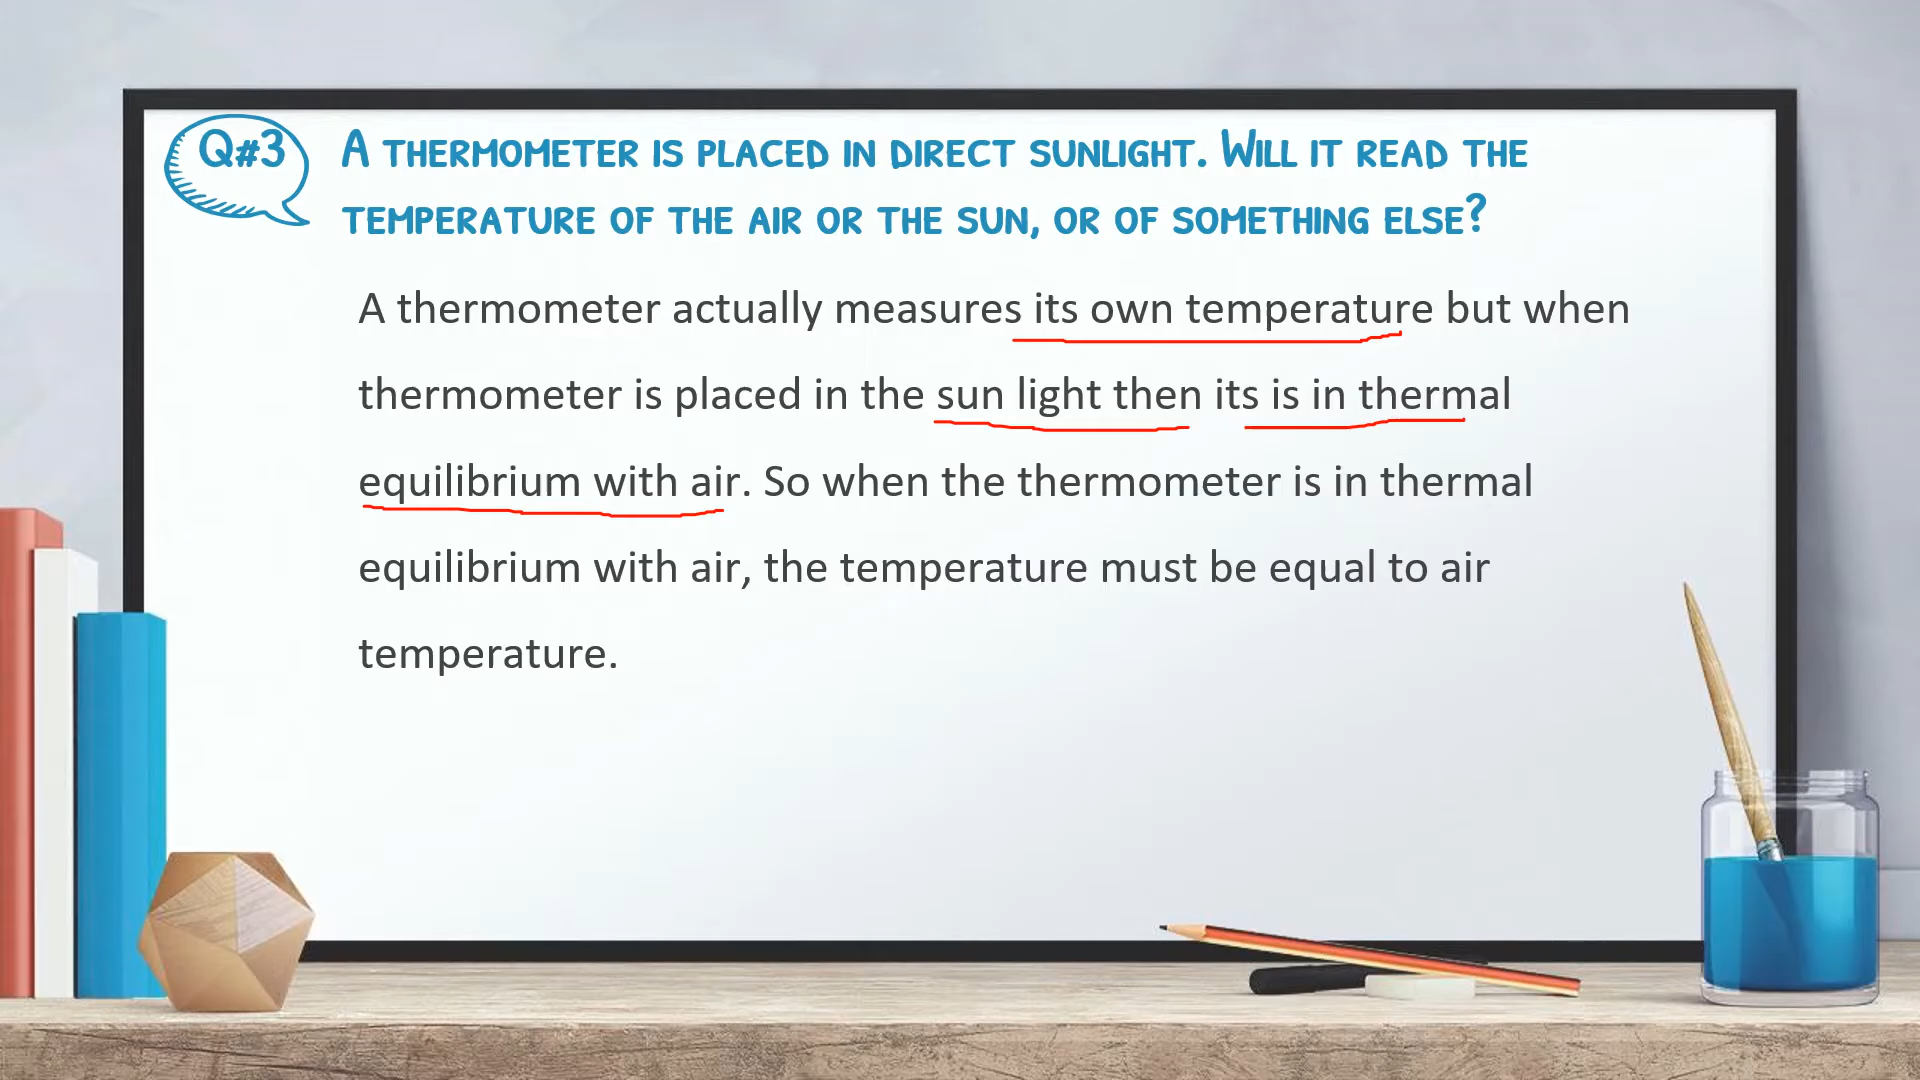 Q#3
A THERMOMETER IS PLACED IN DIRECT SUNLIGHT. WILL IT READ THE
TEMPERATURE OF THE AIR OR THE SUN, OR OF SOMETHING ELSE?
A thermometer actually measures its own temperature but when
thermometer is placed in the sun light then its is in thermal
equilibrium with air. So when the thermometer is in thermal
equilibrium with air, the temperature must be equal to air
temperature.